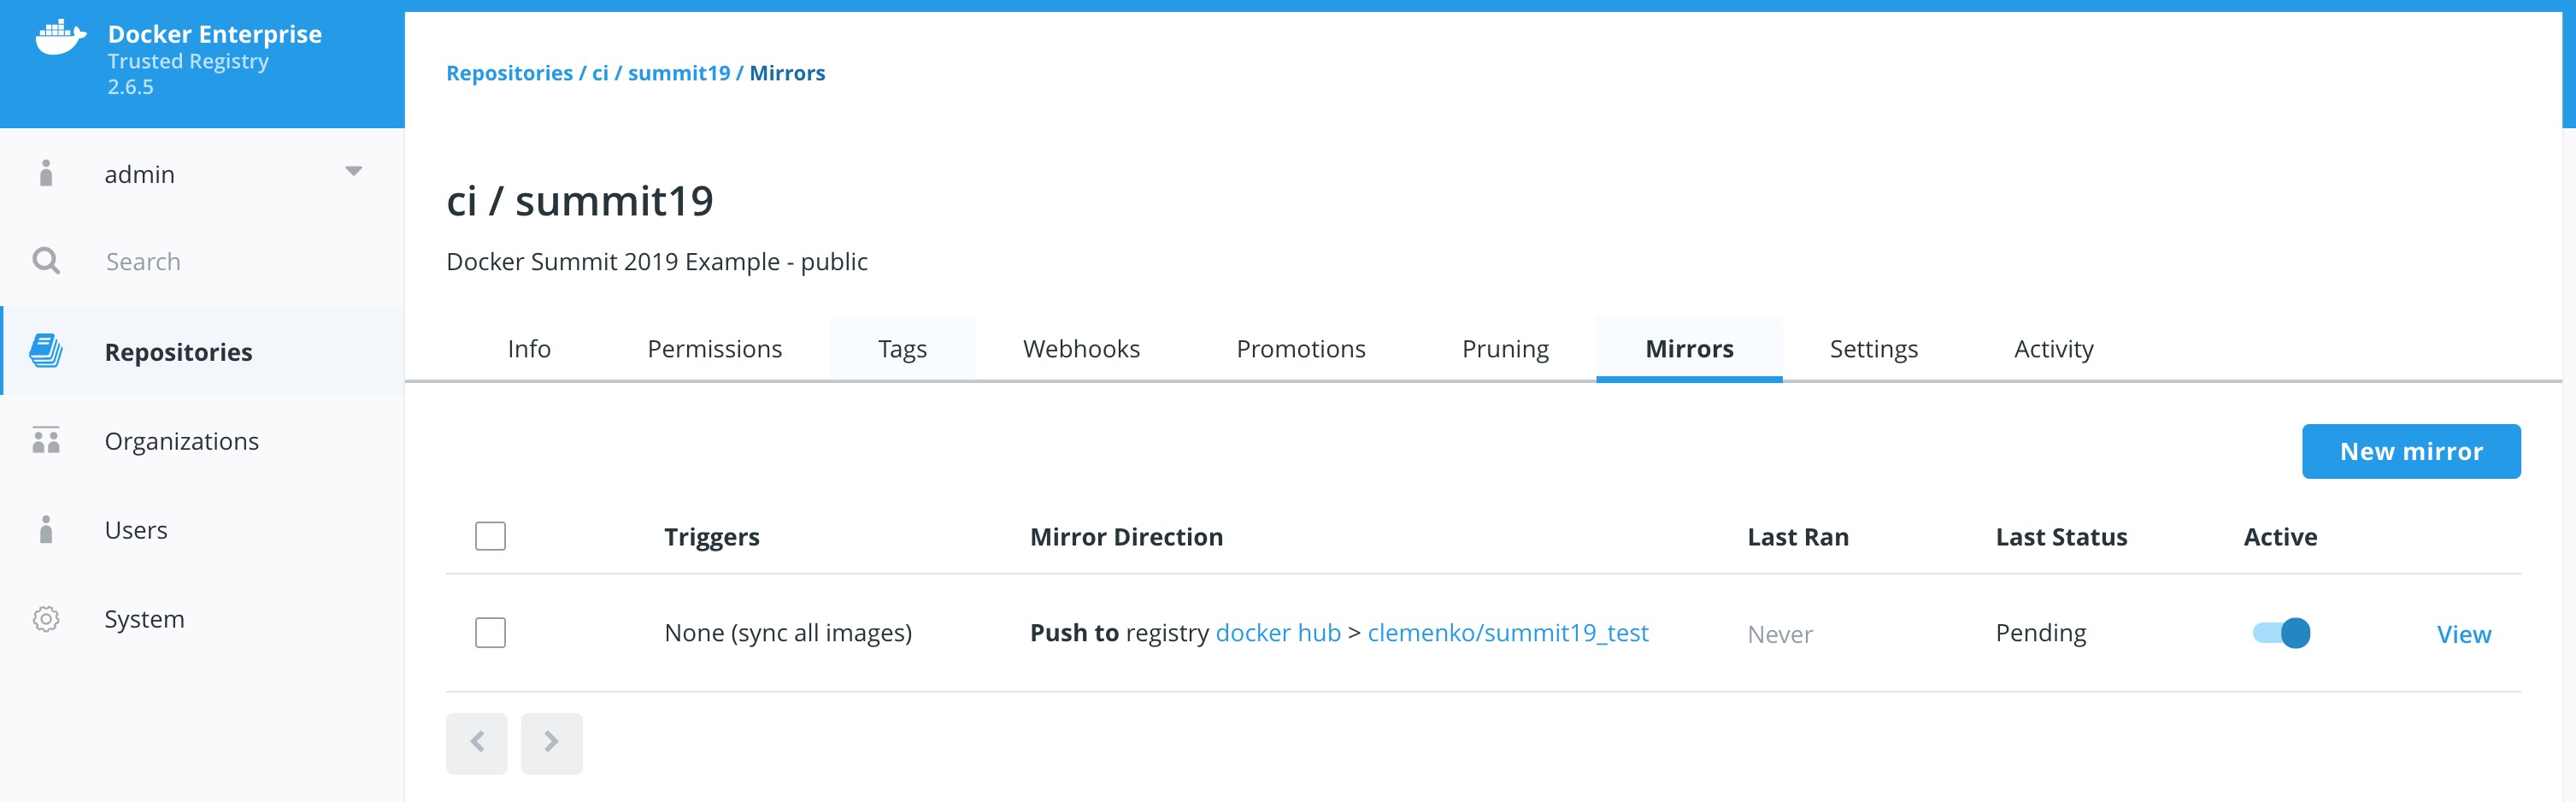 Docker Enterprise
Trusted Registry
2.6.5
admin
Search
Repositories
Organizations
Users
System
Repositories / ci / summit19 / Mirrors
ci / summit19
Docker Summit 2019 Example - public
Info Permissions Tags Webhooks Promotions Pruning Mirrors Settings Activity
New mirror
Triggers Mirror Direction Last Ran Last Status Active
None (sync all images) Push to registry docker hub > clemenko/summit19_test Never Pending View